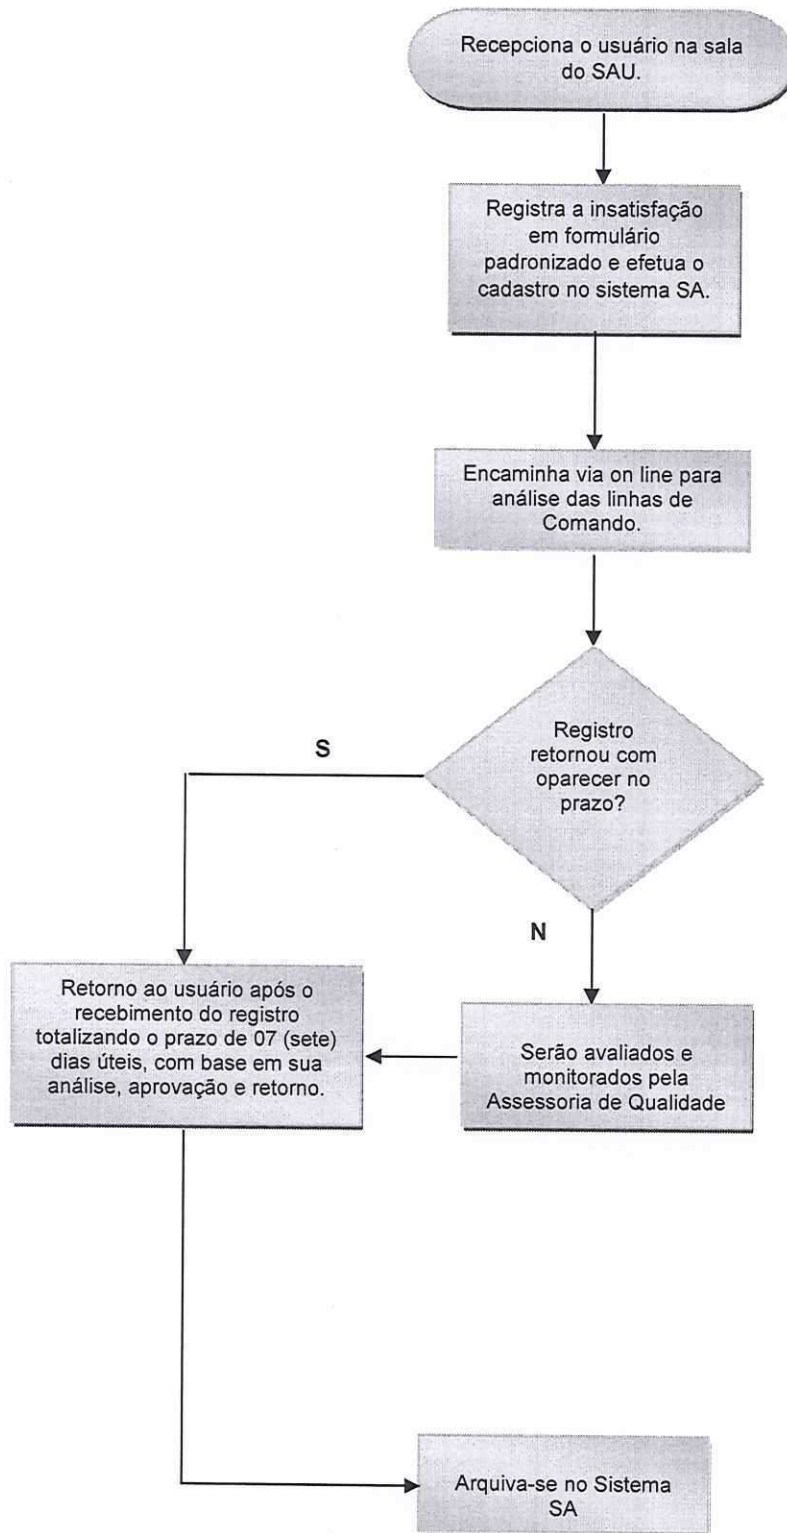 Recepciona o usuário na sala
do SAU.
Registra a insatisfação
em formulário
padronizado e efetua o
cadastro no sistema SA.
Encaminha via on line para
análise das linhas de
Comando.
Registro
retornou com
oparecer no
prazo?
S
N
Retorno ao usuário após o
recebimento do registro
totalizando o prazo de 07 (sete)
dias úteis, com base em sua
análise, aprovação e retorno.
Serão avaliados e
monitorados pela
Assessoria de Qualidade
Arquiva-se no Sistema
SA